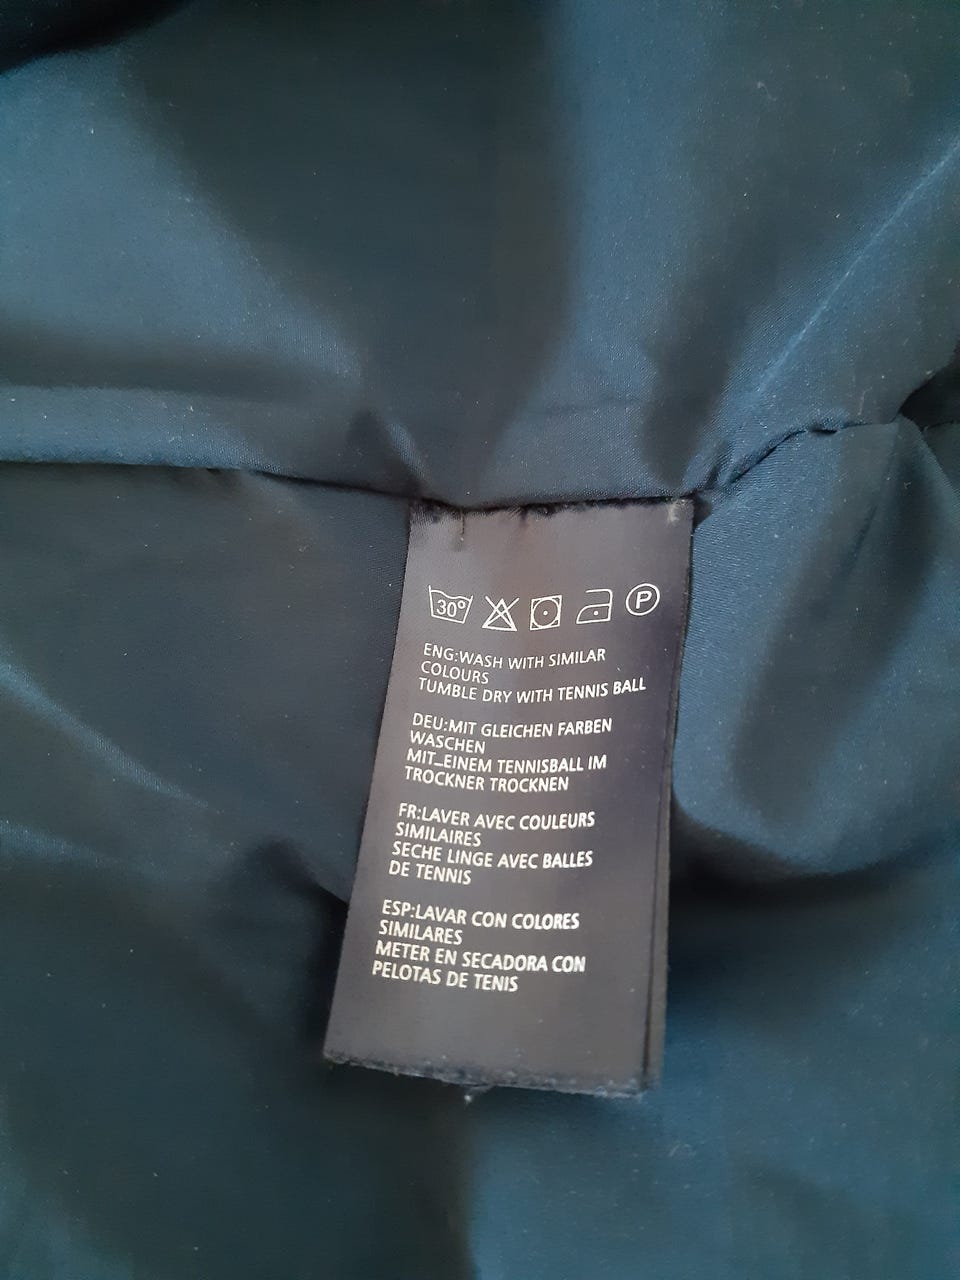 30° P
ENG:WASH WITH SIMILAR
COLOURS
TUMBLE DRY WITH TENNIS BALL
DEU:MIT GLEICHEN FARBEN
WASCHEN
MIT_EINEM TENNISBALL IM
TROCKNER TROCKNEN
FR:LAVER AVEC COULEURS
SIMILAIRES
SECHE LINGE AVEC BALLES
DE TENNIS
ESP:LAVAR CON COLORES
SIMILARES
METER EN SECADORA CON
PELOTAS DE TENIS